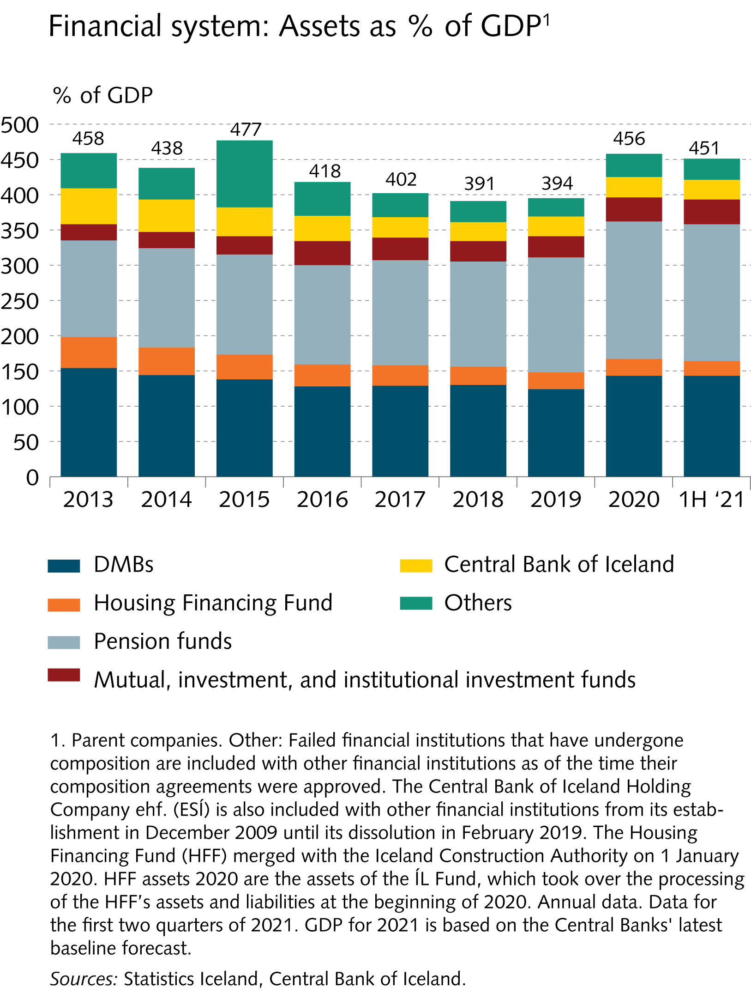 Financial system: Assets as % of GDP¹
% of GDP
500
450
400
350
300
250
200
150
100
50
0
458
438
477
418
402
391
394
456
451
2013
2014
2015
2016
2017
2018
2019
2020
1H ‘21
DMBs
Housing Financing Fund
Pension funds
Mutual, investment, and institutional investment funds
Central Bank of Iceland
Others
1. Parent companies. Other: Failed financial institutions that have undergone
composition are included with other financial institutions as of the time their
composition agreements were approved. The Central Bank of Iceland Holding
Company ehf. (ESÍ) is also included with other financial institutions from its estab-
lishment in December 2009 until its dissolution in February 2019. The Housing
Financing Fund (HFF) merged with the Iceland Construction Authority on 1 January
2020. HFF assets 2020 are the assets of the ÍL Fund, which took over the processing
of the HFF’s assets and liabilities at the beginning of 2020. Annual data. Data for
the first two quarters of 2021. GDP for 2021 is based on the Central Banks' latest
baseline forecast.
Sources: Statistics Iceland, Central Bank of Iceland.